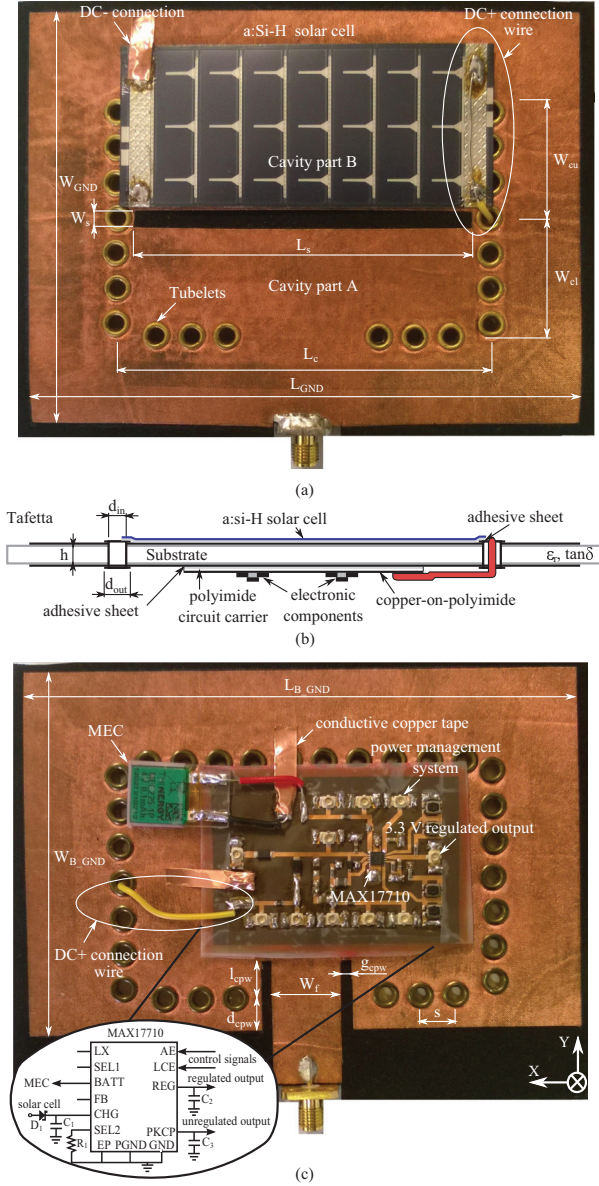 DC- connection
a:Si-H solar cell
DC+ connection
wire
Cavity part B
W_GND
W_cu
W_s
L_s
Cavity part A
W_cl
Tubelets
L_c
L_GND
(a)
Tafetta
d_in
a:si-H solar cell
adhesive sheet
h
Substrate
ε_r, tanδ
d_out
adhesive sheet
polyimide
circuit carrier
electronic
components
copper-on-polyimide
(b)
L_B_GND
MEC
conductive copper tape
power management
system
3.3 V regulated output
W_B_GND
MAX17710
DC+ connection
wire
l_cpw
g_cpw
W_f
d_cpw
s
MAX17710
LX
AE
control signals
SEL1
LCE
MEC
BATT
REG
regulated output
FB
C_2
solar cell
CHG
D_1
C_1
SEL2
unregulated output
PKCP
R_1
EP PGND GND
C_3
Y
X
Z
(c)